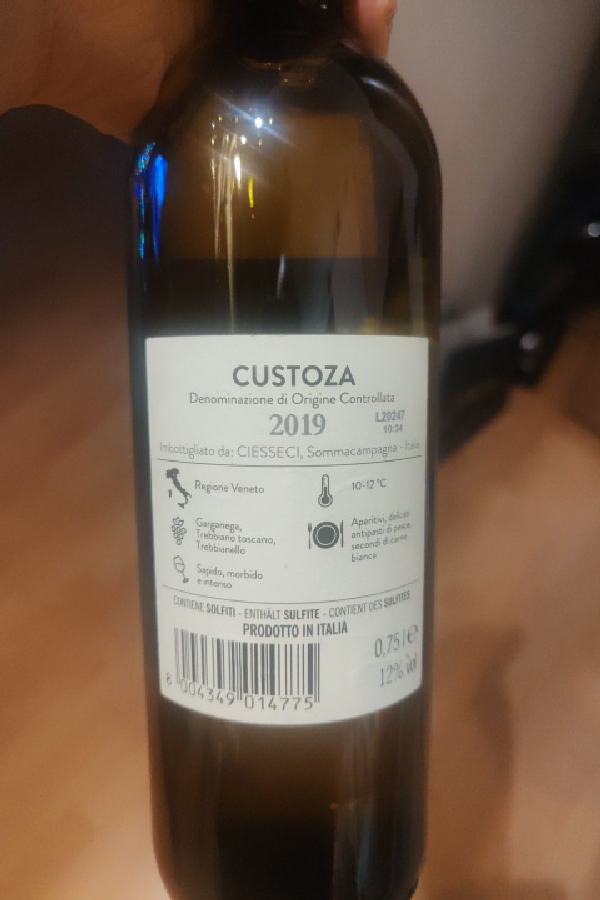 CUSTOZA
Denominazione di Origine Controllata
2019
L20247
10:34
Imbottigliato da: CIESSECI, Sommacampagna - Italia
Regione Veneto
10-12 °C
Garganega,
Trebbiano toscano,
Trebbianello
Aperitivi, delicati
antipasti di pesce,
secondi di carne
bianca
Sapido, morbido
e intenso
CONTIENE SOLFITI - ENTHÄLT SULFITE - CONTIENT DES SULFITES
PRODOTTO IN ITALIA
0,75 l e
12% Vol
8 004349 014775